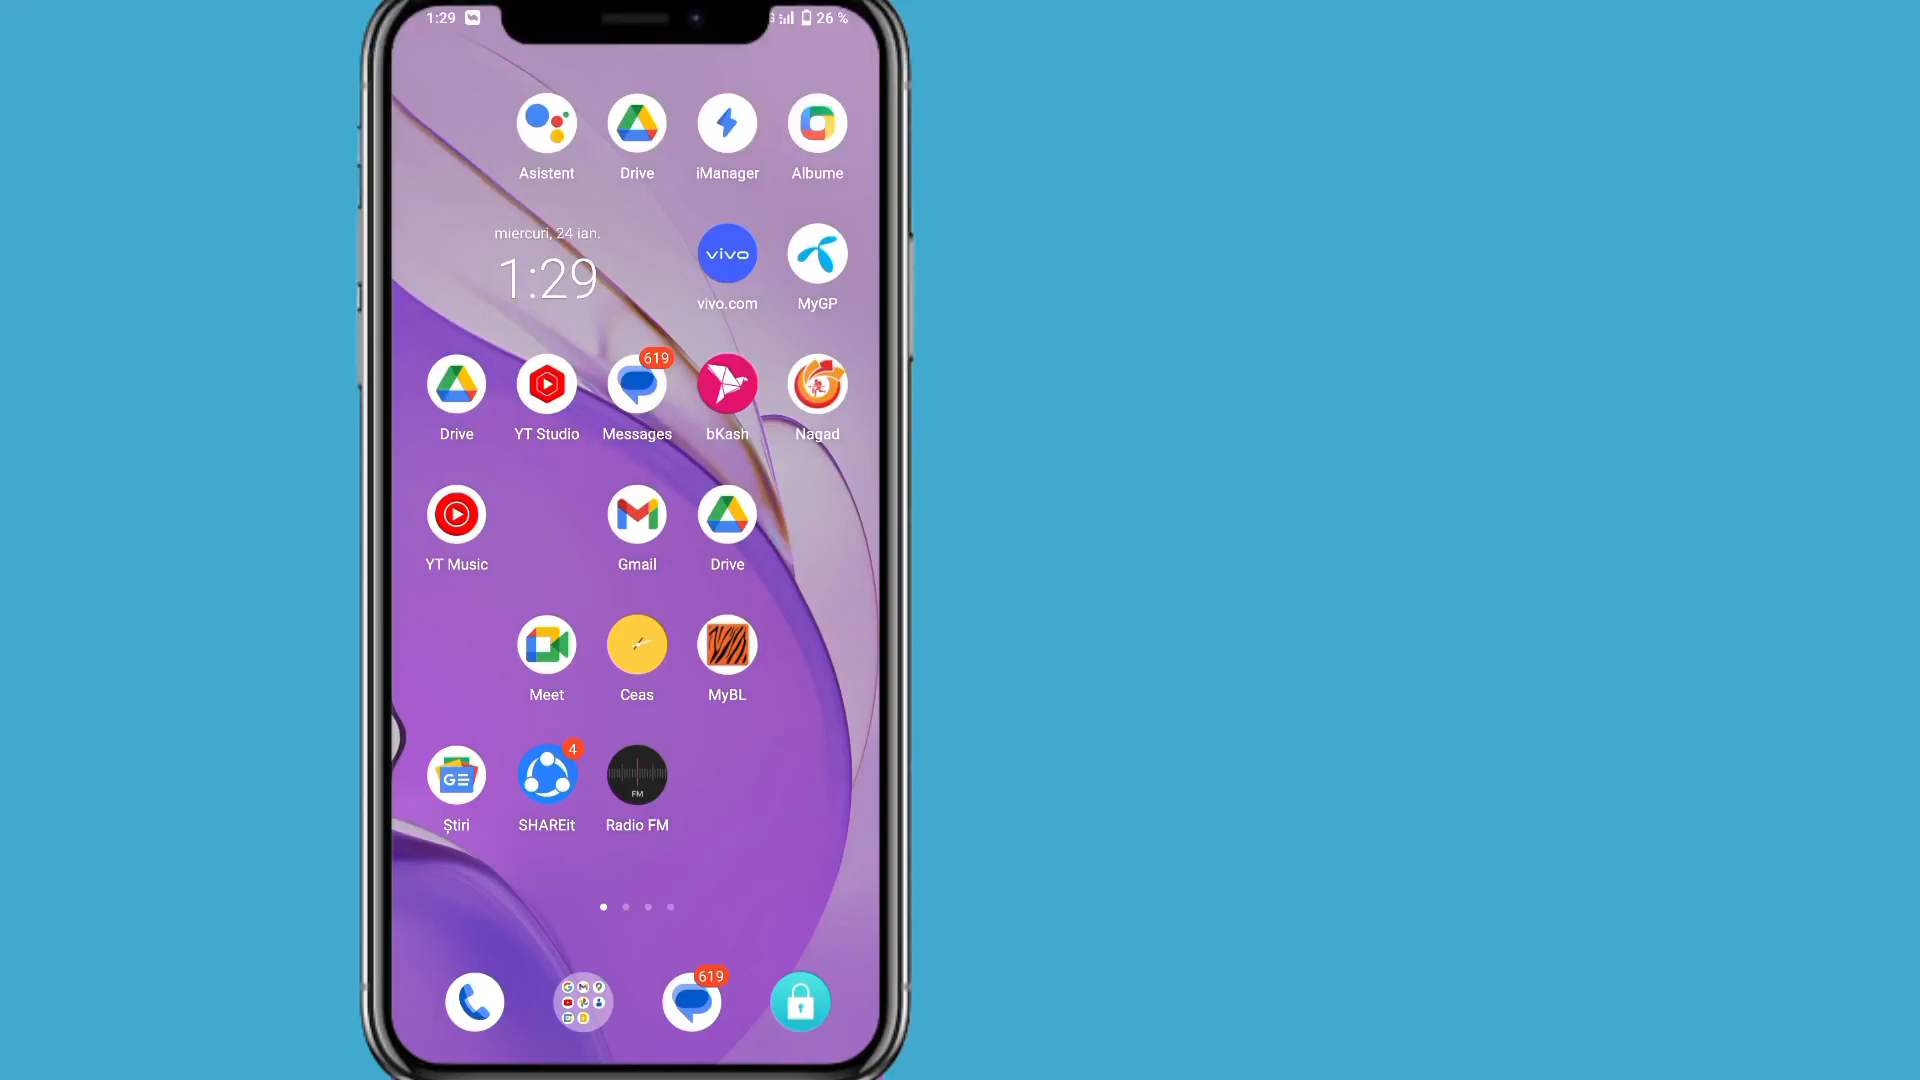 1:29
26 %
Asistent
Drive
iManager
Albume
miercuri, 24 ian.
1:29
vivo
vivo.com
MyGP
619
Drive
YT Studio
Messages
bKash
Nagad
YT Music
Gmail
Drive
Meet
Ceas
MyBL
4
GE
FM
Știri
SHAREit
Radio FM
619